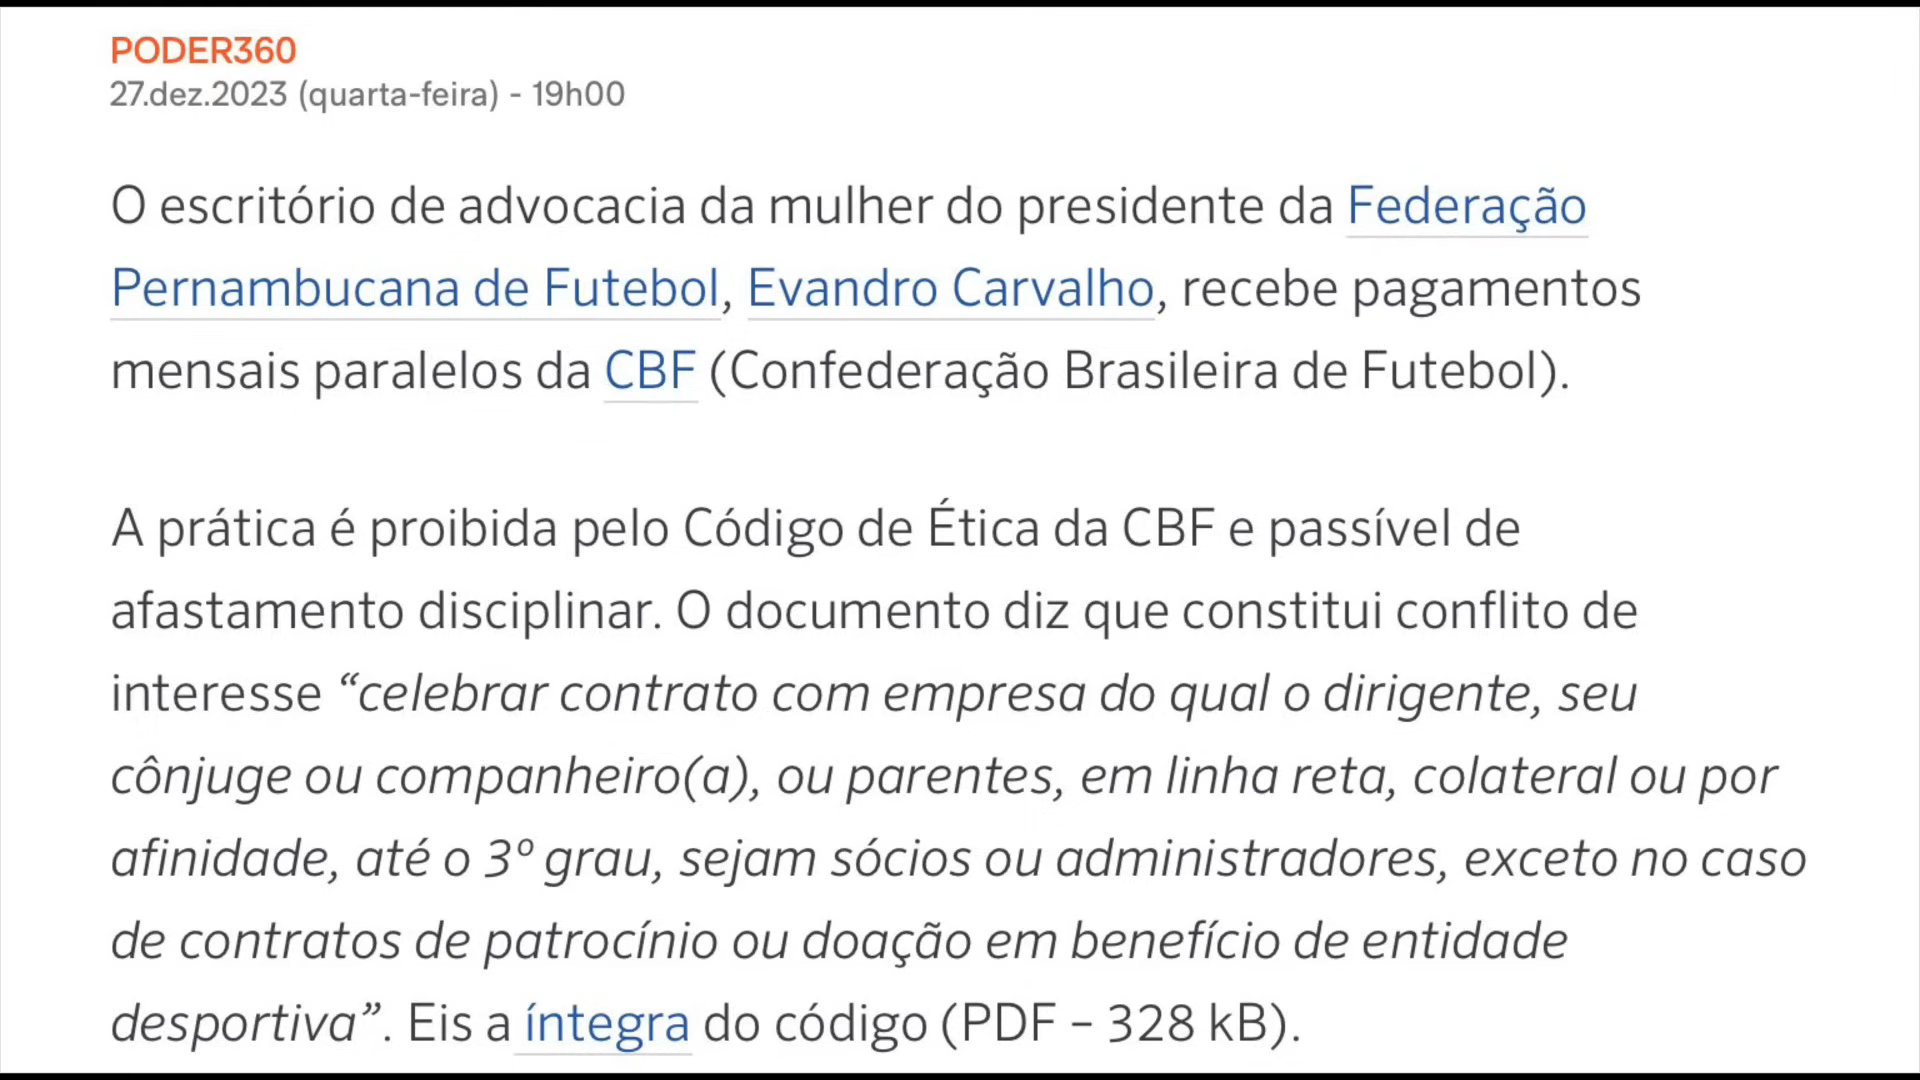 PODER360
27.dez.2023 (quarta-feira) - 19h00
O escritório de advocacia da mulher do presidente da Federação
Pernambucana de Futebol, Evandro Carvalho, recebe pagamentos
mensais paralelos da CBF (Confederação Brasileira de Futebol).
A prática é proibida pelo Código de Ética da CBF e passível de
afastamento disciplinar. O documento diz que constitui conflito de
interesse “celebrar contrato com empresa do qual o dirigente, seu
cônjuge ou companheiro(a), ou parentes, em linha reta, colateral ou por
afinidade, até o 3º grau, sejam sócios ou administradores, exceto no caso
de contratos de patrocínio ou doação em benefício de entidade
desportiva”. Eis a íntegra do código (PDF – 328 kB).